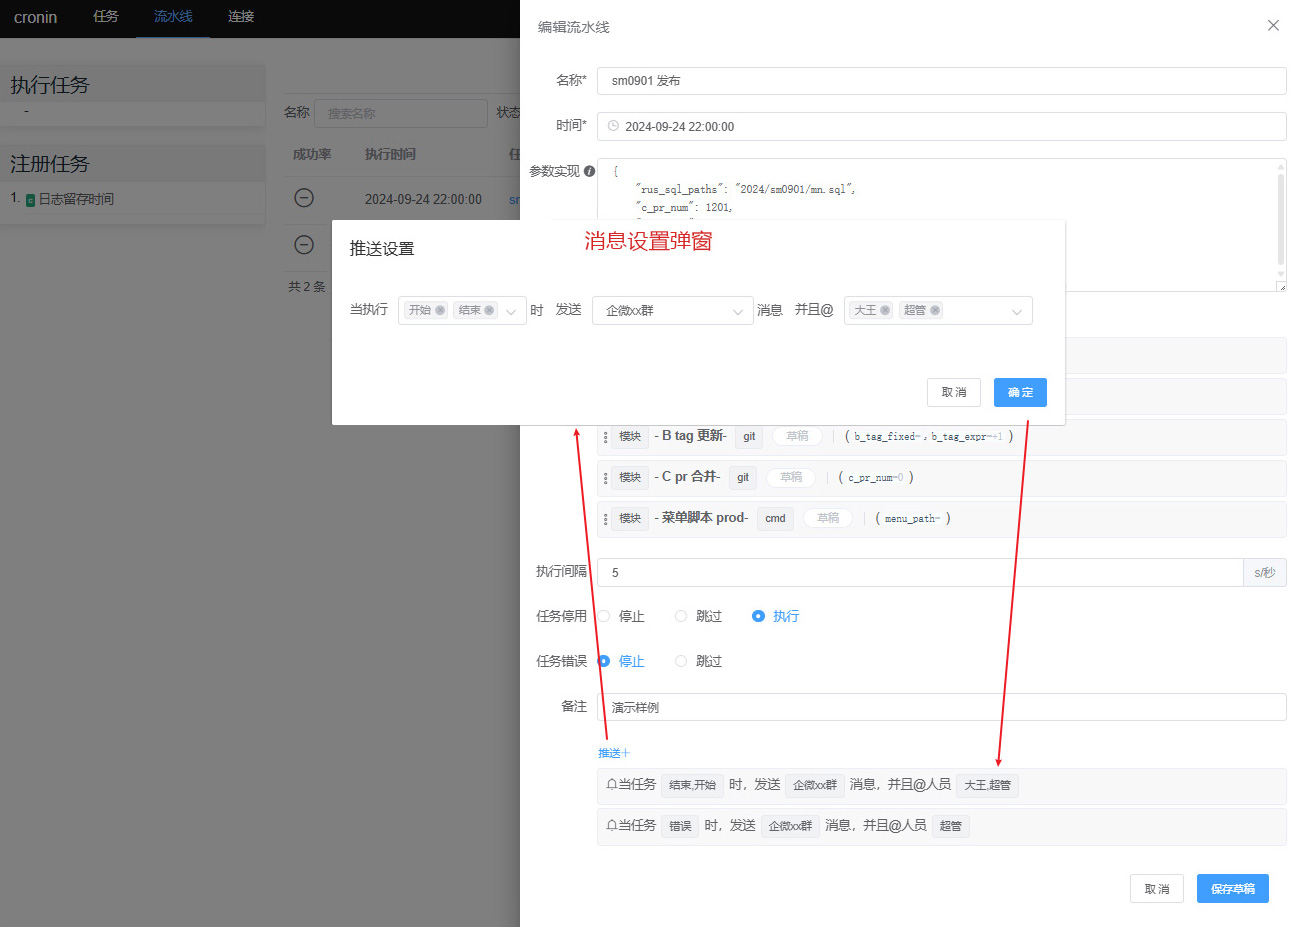 cronin 任务 流水线 连接
执行任务
-
注册任务
1. c 日志留存时间
名称 搜索名称 状态
成功率 执行时间 任
2024-09-24 22:00:00 sr
共 2 条
编辑流水线
名称* sm0901 发布
时间* 2024-09-24 22:00:00
参数实现 {
"rus_sql_paths": "2024/sm0901/mn.sql",
"c_pr_num": 1201,
消息设置弹窗
推送设置
当执行 开始 结束 时 发送 企微xx群 消息 并且@ 大王 超管
取消 确定
模块 - B tag 更新- git 草稿 | ( b_tag_fixed= , b_tag_expr=+1 )
模块 - C pr 合并- git 草稿 | ( c_pr_num=0 )
模块 - 菜单脚本 prod- cmd 草稿 | ( menu_path= )
执行间隔 5 s/秒
任务停用 停止 跳过 执行
任务错误 停止 跳过
备注 演示样例
推送+
当任务 结束,开始 时，发送 企微xx群 消息，并且@人员 大王,超管
当任务 错误 时，发送 企微xx群 消息，并且@人员 超管
取消 保存草稿